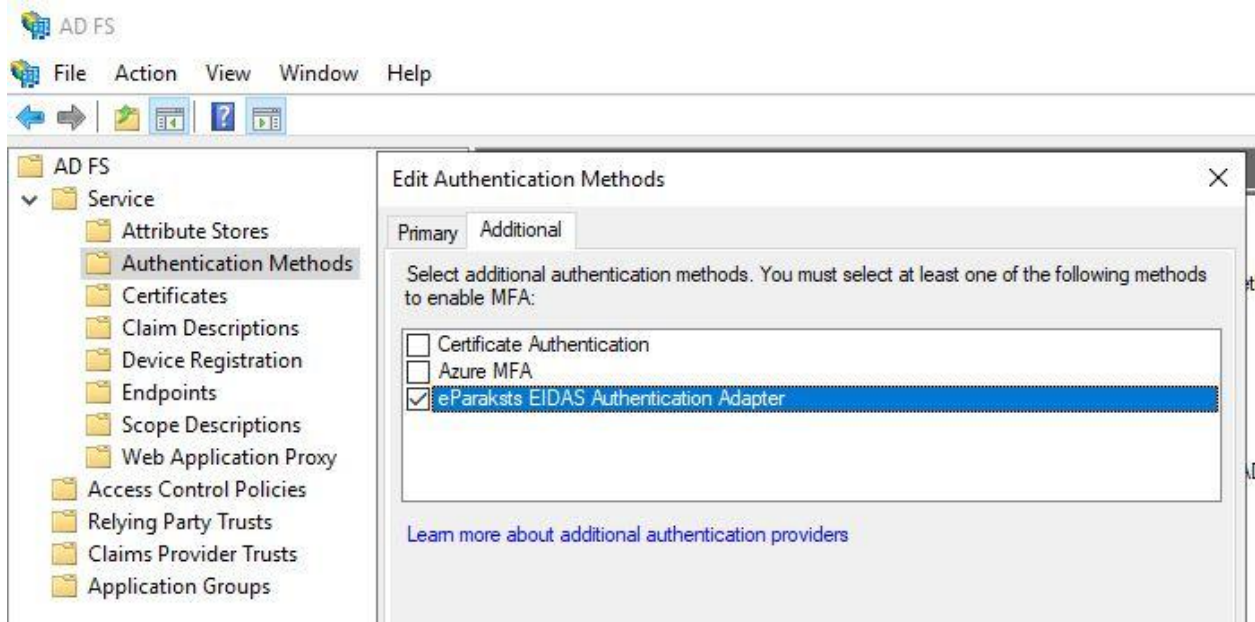 AD FS
File Action View Window Help
AD FS
Service
Attribute Stores
Authentication Methods
Certificates
Claim Descriptions
Device Registration
Endpoints
Scope Descriptions
Web Application Proxy
Access Control Policies
Relying Party Trusts
Claims Provider Trusts
Application Groups
Edit Authentication Methods
Primary Additional
Select additional authentication methods. You must select at least one of the following methods
to enable MFA:
Certificate Authentication
Azure MFA
eParaksts EIDAS Authentication Adapter
Learn more about additional authentication providers